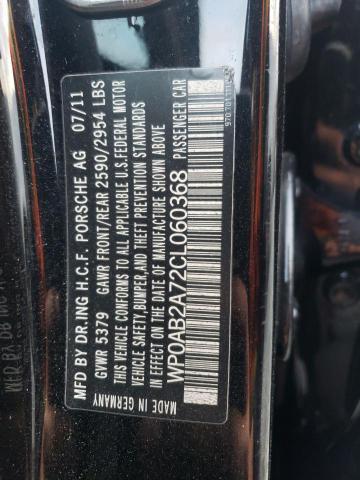 MFD BY DR.ING H.C.F. PORSCHE AG 07/11
GVWR 5379 GAWR FRONT/REAR 2590/2954 LBS
THIS VEHICLE CONFORMS TO ALL APPLICABLE U.S.FEDERAL MOTOR
VEHICLE SAFETY,BUMPER,AND THEFT PREVENTION STANDARDS
IN EFFECT ON THE DATE OF MANUFACTURE SHOWN ABOVE
WP0AB2A72CL060368 PASSENGER CAR
MADE IN GERMANY